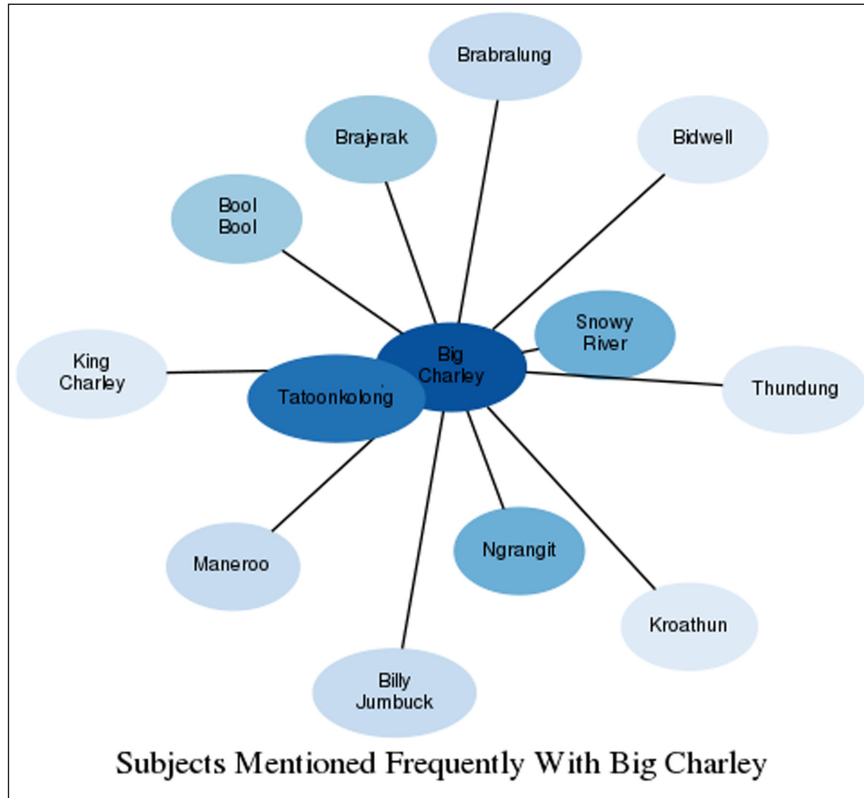 Brabralung
Brajerak
Bidwell
Bool
Bool
Snowy
River
King
Charley
Big
Charley
Thundung
Tatoonkolong
Ngrangit
Maneroo
Kroathun
Billy
Jumbuck
Subjects Mentioned Frequently With Big Charley